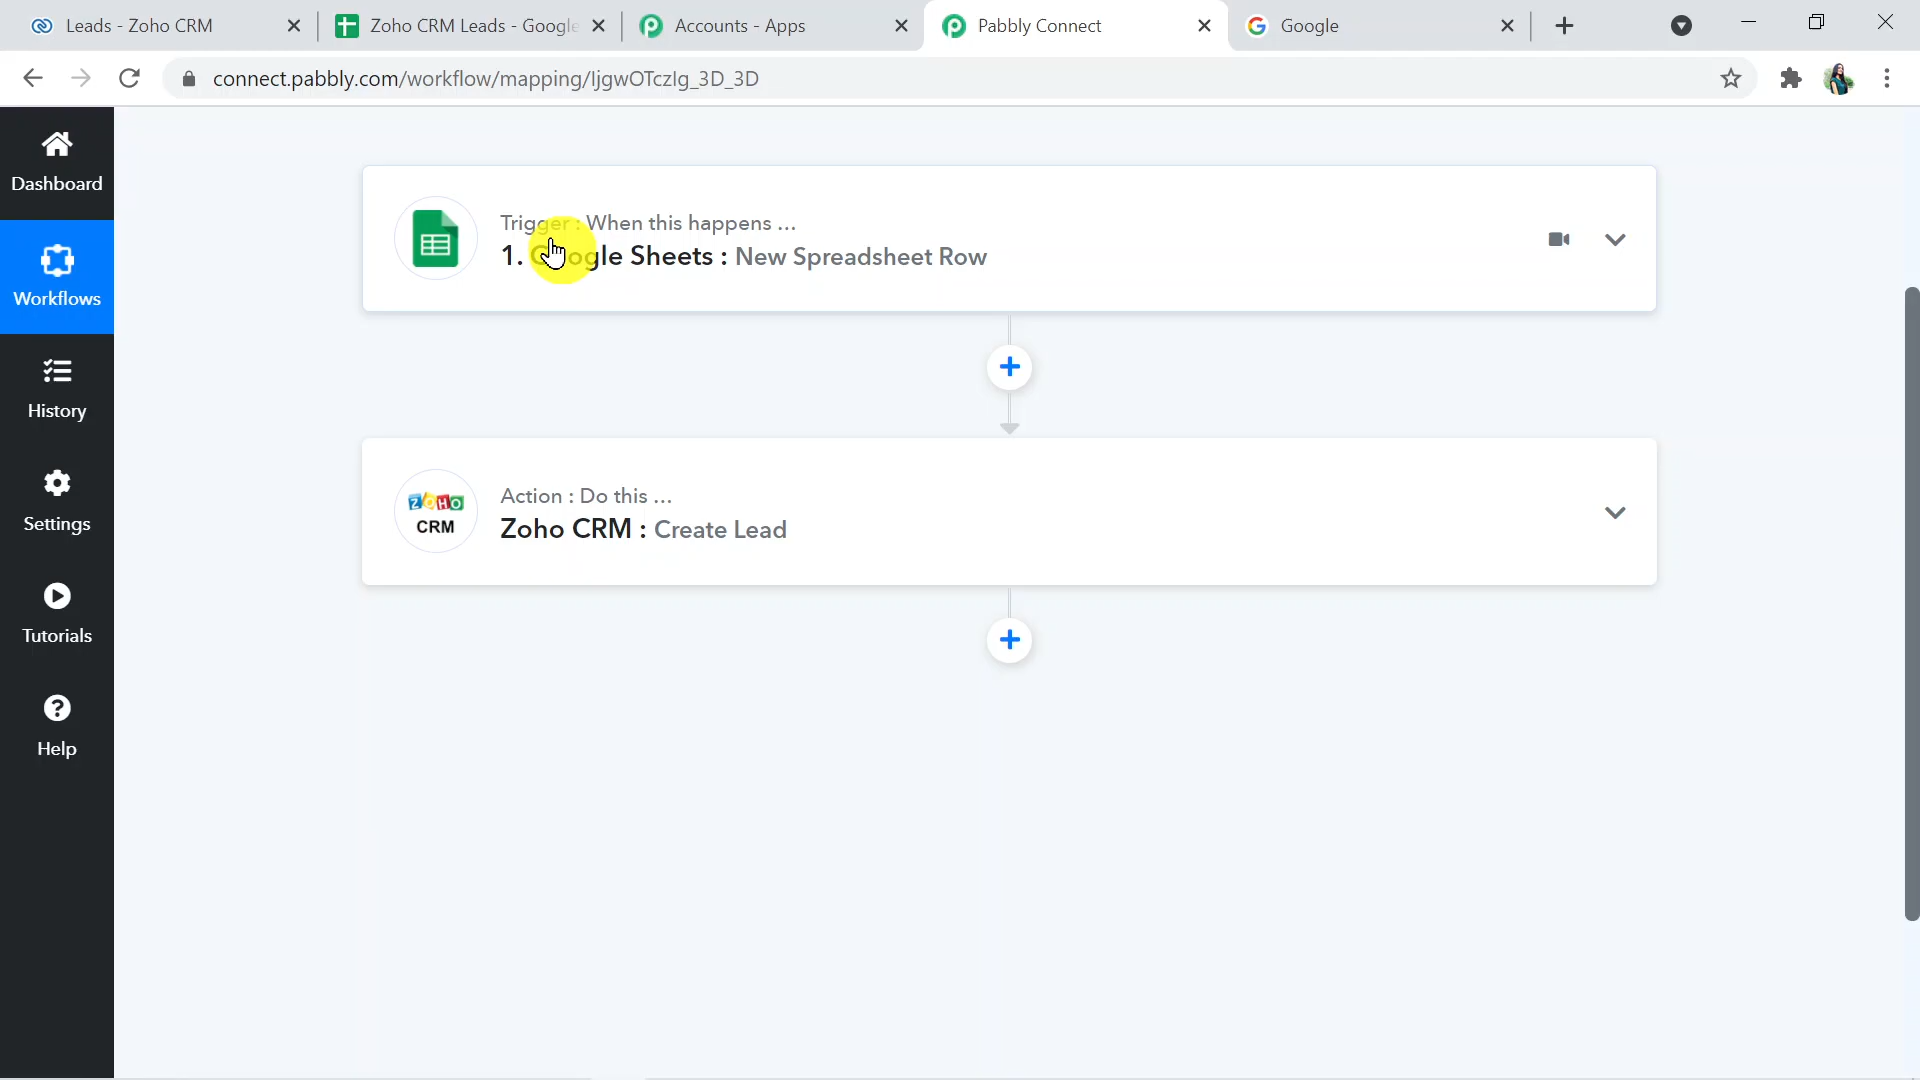 Leads - Zoho CRM
Zoho CRM Leads - Google
Accounts - Apps
Pabbly Connect
Google
connect.pabbly.com/workflow/mapping/IjgwOTczIg_3D_3D
Dashboard
Workflows
History
Settings
Tutorials
Help
Trigger : When this happens ...
1. Google Sheets : New Spreadsheet Row
ZOHO
CRM
Action : Do this ...
Zoho CRM : Create Lead